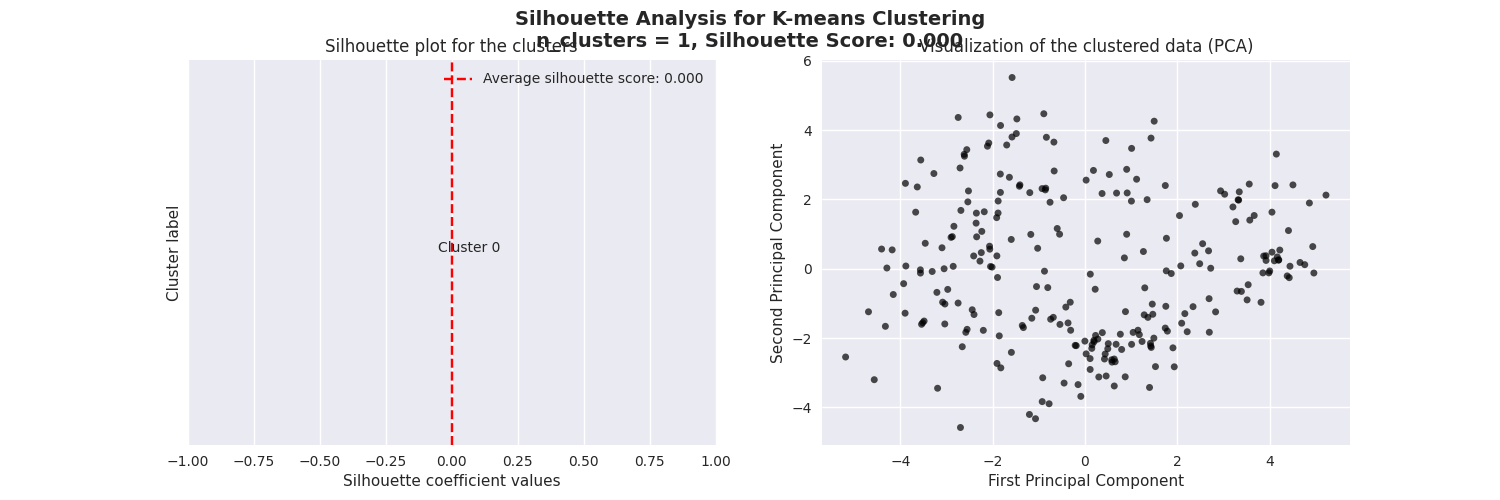 Silhouette Analysis for K-means Clustering
n_clusters = 1, Silhouette Score: 0.000
Silhouette plot for the clusters
Average silhouette score: 0.000
Cluster label
Cluster 0
−1.00 −0.75 −0.50 −0.25 0.00 0.25 0.50 0.75 1.00
Silhouette coefficient values
Visualization of the clustered data (PCA)
Second Principal Component
6
4
2
0
−2
−4
−4 −2 0 2 4
First Principal Component